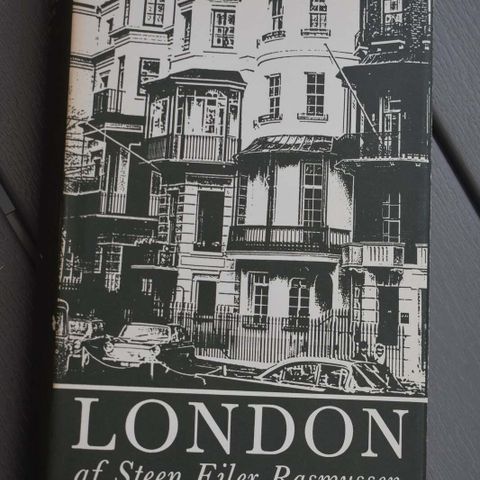 LONDON
af Steen Eiler Rasmussen